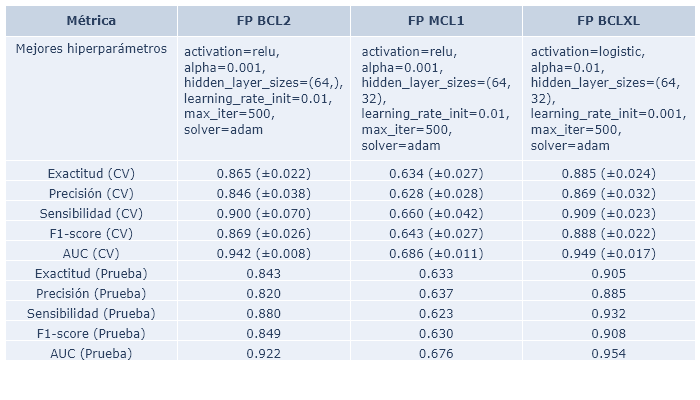 Métrica FP BCL2 FP MCL1 FP BCLXL
Mejores hiperparámetros
activation=relu,
alpha=0.001,
hidden_layer_sizes=(64,),
learning_rate_init=0.01,
max_iter=500,
solver=adam
activation=relu,
alpha=0.001,
hidden_layer_sizes=(64,
32),
learning_rate_init=0.01,
max_iter=500,
solver=adam
activation=logistic,
alpha=0.01,
hidden_layer_sizes=(64,
32),
learning_rate_init=0.001,
max_iter=500,
solver=adam
Exactitud (CV) 0.865 (±0.022) 0.634 (±0.027) 0.885 (±0.024)
Precisión (CV) 0.846 (±0.038) 0.628 (±0.028) 0.869 (±0.032)
Sensibilidad (CV) 0.900 (±0.070) 0.660 (±0.042) 0.909 (±0.023)
F1-score (CV) 0.869 (±0.026) 0.643 (±0.027) 0.888 (±0.022)
AUC (CV) 0.942 (±0.008) 0.686 (±0.011) 0.949 (±0.017)
Exactitud (Prueba) 0.843 0.633 0.905
Precisión (Prueba) 0.820 0.637 0.885
Sensibilidad (Prueba) 0.880 0.623 0.932
F1-score (Prueba) 0.849 0.630 0.908
AUC (Prueba) 0.922 0.676 0.954